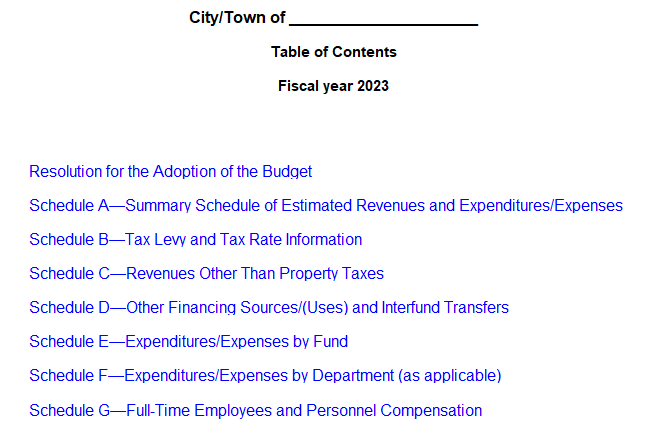 City/Town of ______________________
Table of Contents
Fiscal year 2023
Resolution for the Adoption of the Budget
Schedule A—Summary Schedule of Estimated Revenues and Expenditures/Expenses
Schedule B—Tax Levy and Tax Rate Information
Schedule C—Revenues Other Than Property Taxes
Schedule D—Other Financing Sources/(Uses) and Interfund Transfers
Schedule E—Expenditures/Expenses by Fund
Schedule F—Expenditures/Expenses by Department (as applicable)
Schedule G—Full-Time Employees and Personnel Compensation